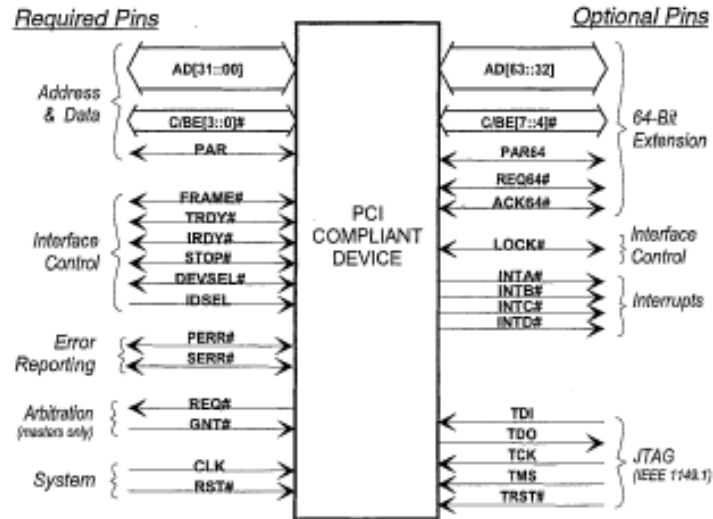 Required Pins
Optional Pins
Address
& Data
AD[31::00]
C/BE[3::0]#
PAR
Interface
Control
FRAME#
TRDY#
IRDY#
STOP#
DEVSEL#
IDSEL
Error
Reporting
PERR#
SERR#
Arbitration
(masters only)
REQ#
GNT#
System
CLK
RST#
PCI
COMPLIANT
DEVICE
AD[63::32]
C/BE[7::4]#
PAR64
REQ64#
ACK64#
64-Bit
Extension
LOCK#
Interface
Control
INTA#
INTB#
INTC#
INTD#
Interrupts
TDI
TDO
TCK
TMS
TRST#
JTAG
(IEEE 1149.1)